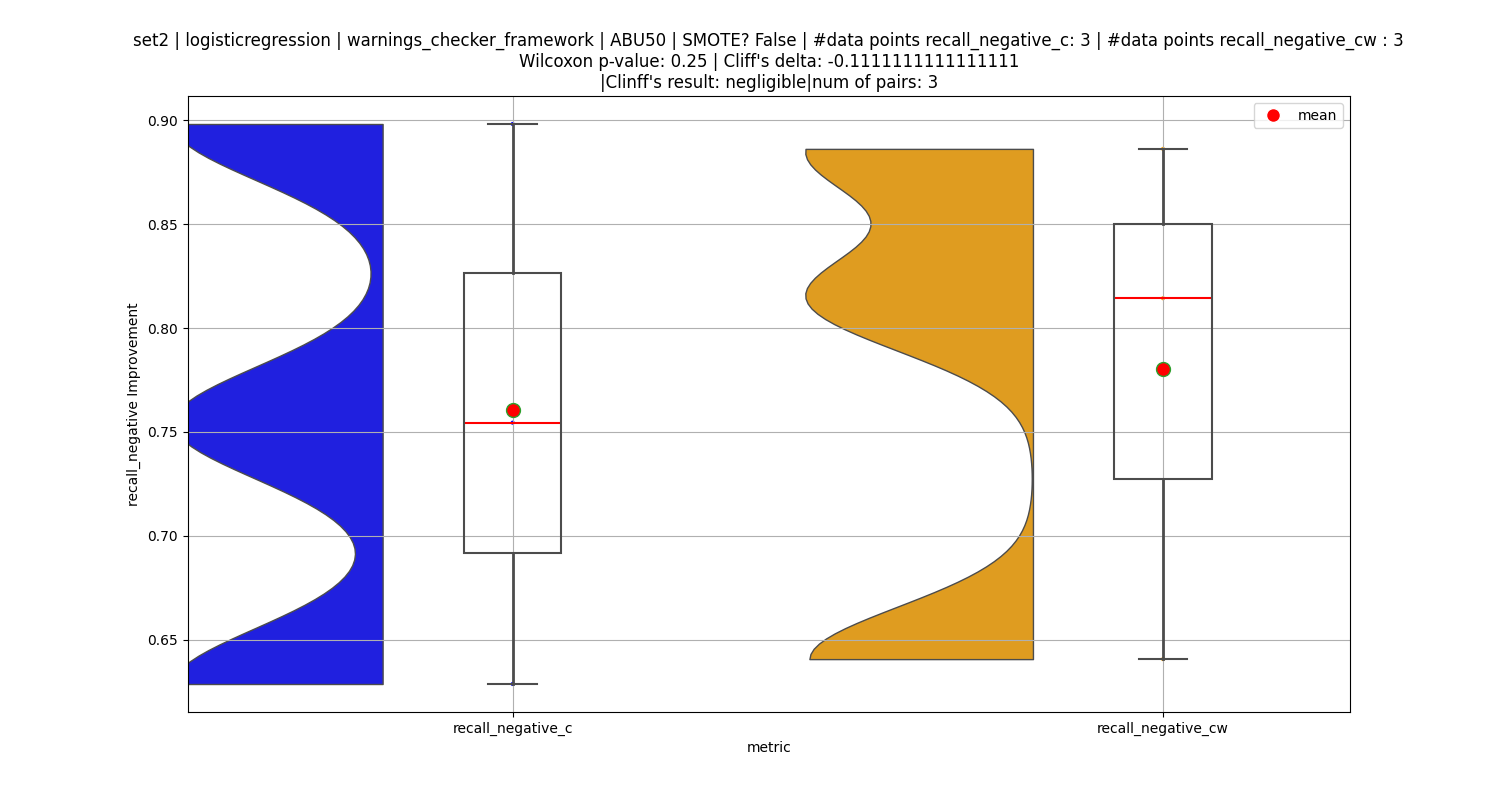 set2 | logisticregression | warnings_checker_framework | ABU50 | SMOTE? False | #data points recall_negative_c: 3 | #data points recall_negative_cw : 3
Wilcoxon p-value: 0.25 | Cliff's delta: -0.1111111111111111
|Clinff's result: negligible|num of pairs: 3
mean
0.90
0.85
0.80
0.75
0.70
0.65
recall_negative Improvement
recall_negative_c
recall_negative_cw
metric